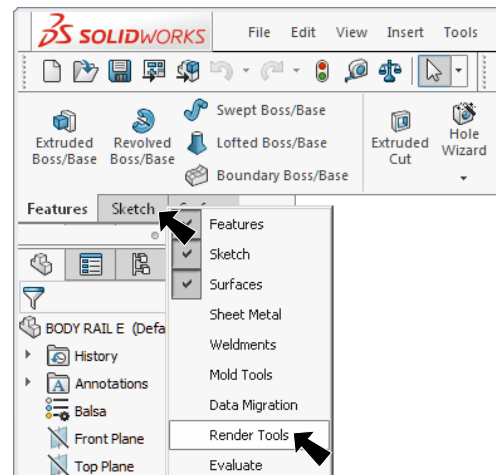 SOLIDWORKS File Edit View Insert Tools
Extruded Boss/Base
Revolved Boss/Base
Swept Boss/Base
Lofted Boss/Base
Boundary Boss/Base
Extruded Cut
Hole Wizard
Features Sketch
Features
Sketch
Surfaces
Sheet Metal
Weldments
Mold Tools
Data Migration
Render Tools
Evaluate
BODY RAIL E (Defa
History
Annotations
Balsa
Front Plane
Top Plane